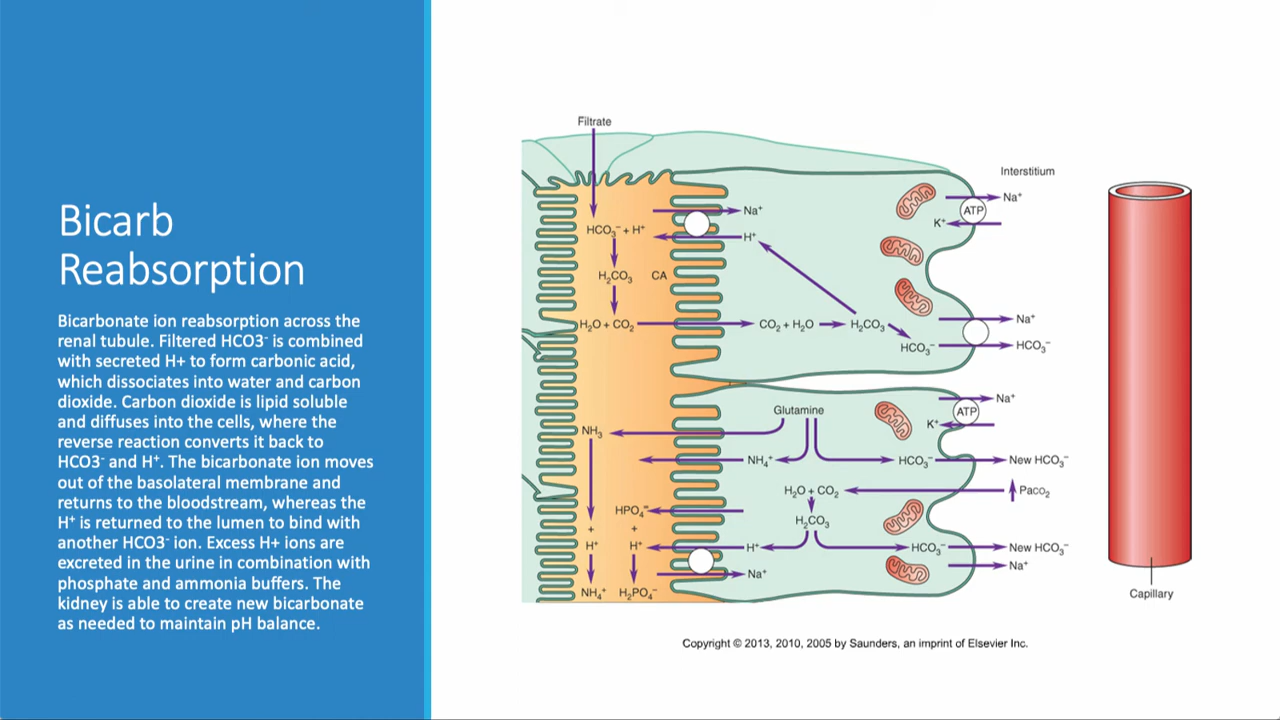 Bicarb
Reabsorption
Bicarbonate ion reabsorption across the
renal tubule. Filtered HCO3⁻ is combined
with secreted H+ to form carbonic acid,
which dissociates into water and carbon
dioxide. Carbon dioxide is lipid soluble
and diffuses into the cells, where the
reverse reaction converts it back to
HCO3⁻ and H⁺. The bicarbonate ion moves
out of the basolateral membrane and
returns to the bloodstream, whereas the
H⁺ is returned to the lumen to bind with
another HCO3⁻ ion. Excess H+ ions are
excreted in the urine in combination with
phosphate and ammonia buffers. The
kidney is able to create new bicarbonate
as needed to maintain pH balance.
Filtrate
Interstitium
Na⁺
ATP
K⁺
Na⁺
HCO₃⁻ + H⁺
H⁺
H₂CO₃
CA
H₂O + CO₂
CO₂ + H₂O
H₂CO₃
Na⁺
HCO₃⁻
HCO₃⁻
Na⁺
ATP
K⁺
Glutamine
NH₃
NH₄⁺
HCO₃⁻
New HCO₃⁻
H₂O + CO₂
Paco₂
HPO₄⁻
H₂CO₃
+
+
H⁺
H⁺
H⁺
HCO₃⁻
New HCO₃⁻
Na⁺
Na⁺
NH₄⁺
H₂PO₄⁻
Capillary
Copyright © 2013, 2010, 2005 by Saunders, an imprint of Elsevier Inc.